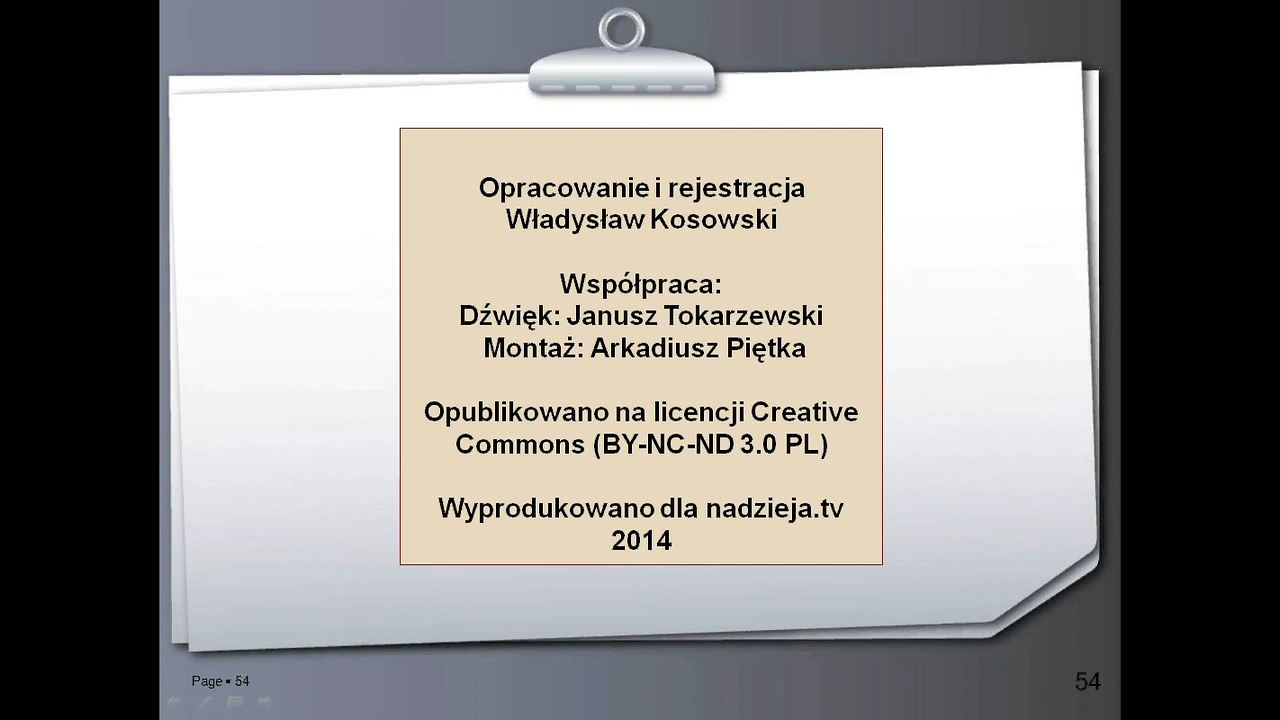 Opracowanie i rejestracja
Władysław Kosowski
Współpraca:
Dźwięk: Janusz Tokarzewski
Montaż: Arkadiusz Piętka
Opublikowano na licencji Creative
Commons (BY-NC-ND 3.0 PL)
Wyprodukowano dla nadzieja.tv
2014
Page ▪ 54
54